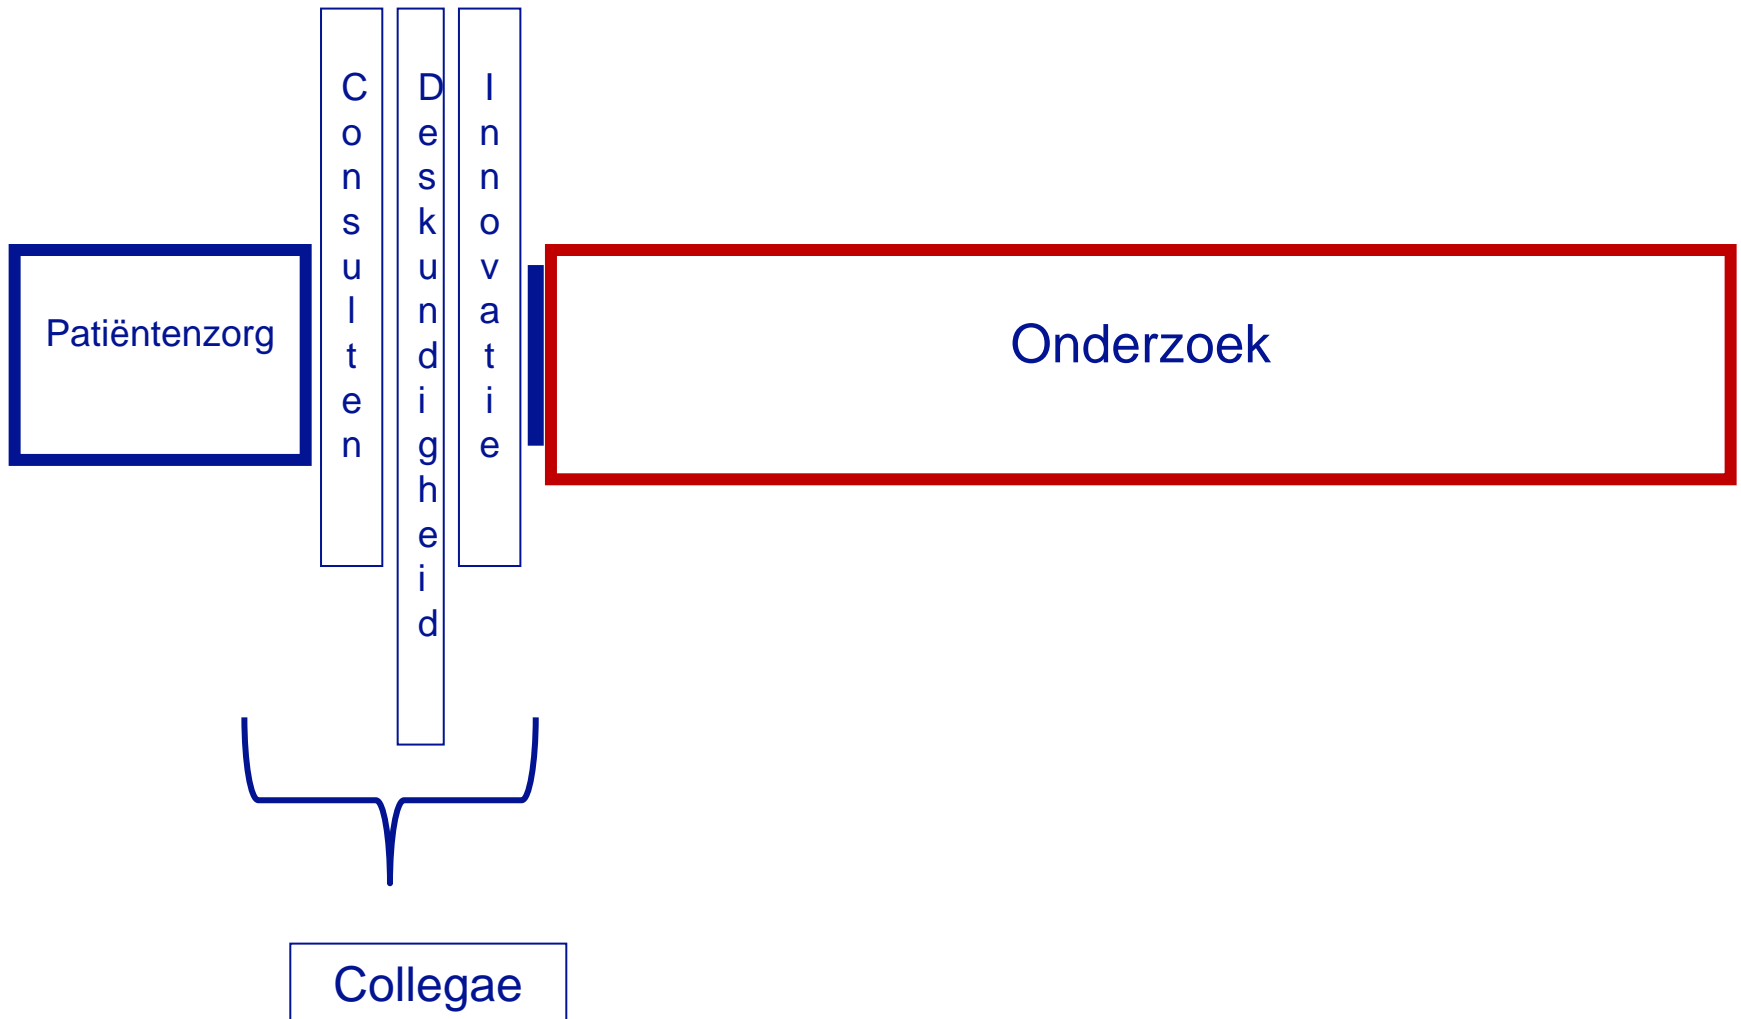 Consulten
Deskundigheid
Innovatie
Patiëntenzorg
Onderzoek
Collegae